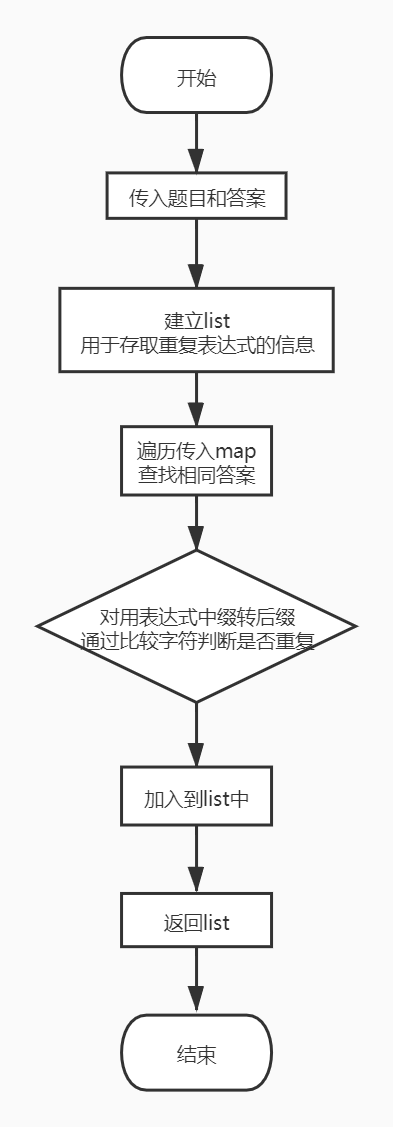 开始
传入题目和答案
建立list
用于存取重复表达式的信息
遍历传入map
查找相同答案
对用表达式中缀转后缀
通过比较字符判断是否重复
加入到list中
返回list
结束